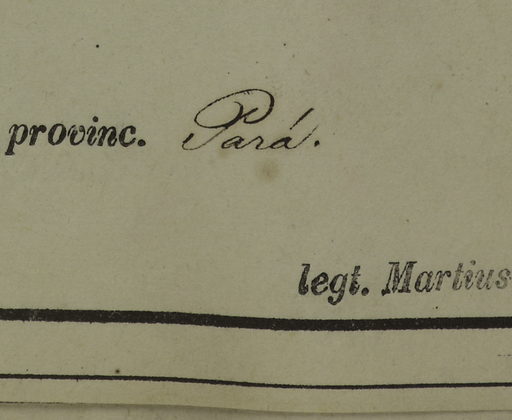 provinc. Pará.
legt. Martius